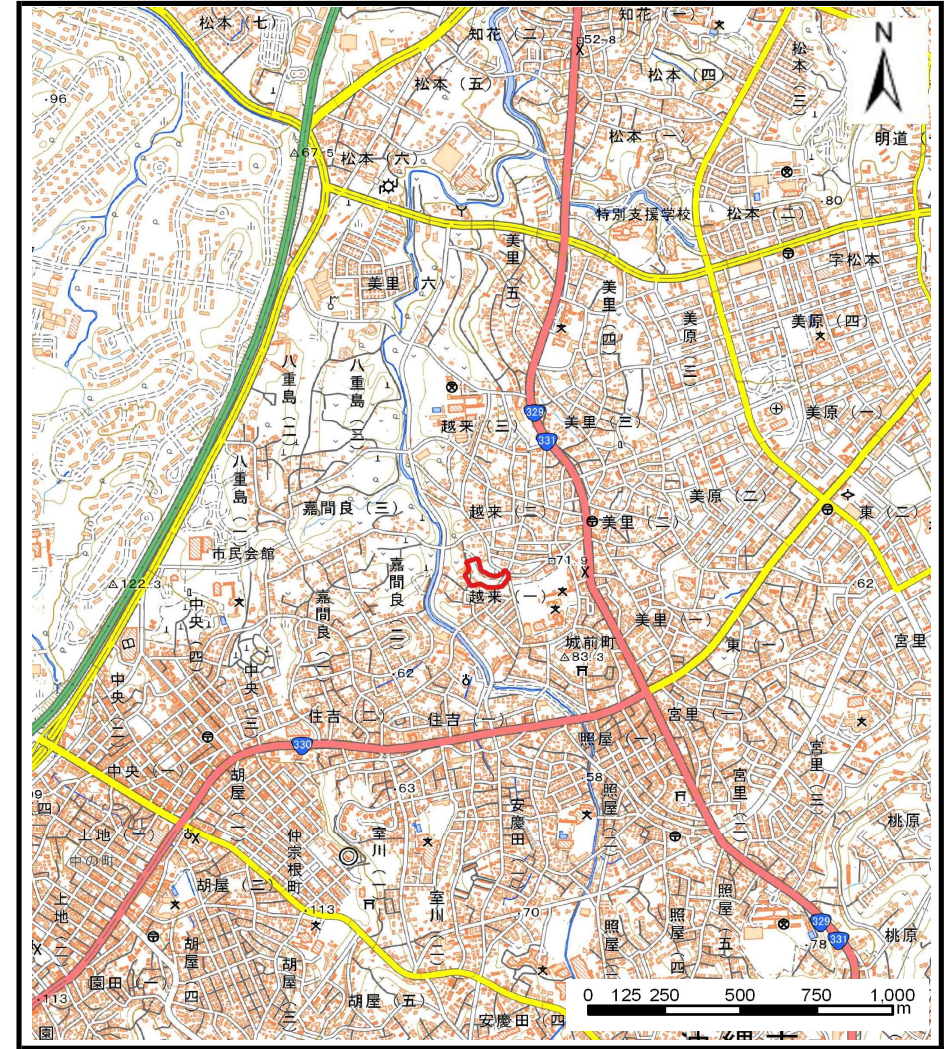 松本（七）
知花（二）
知花（一）
52.8
N
松本（五）
松本（四）
松本（三）
96
松本（一）
明道
67.5
松本（六）
特別支援学校
松本（二）
80
美里（五）
字松本
美里（六）
美里（四）
美原（三）
美原（四）
八重島（二）
八重島（三）
329
331
越来（三）
美里（三）
美原（一）
八重島（一）
嘉間良（三）
越来（二）
美里（二）
美原（二）
東（二）
市民会館
122.3
中央（四）
嘉間良（一）
嘉間良（二）
越来（一）
71.9
62
美里（一）
宮里
城前町
83.3
東（一）
中央（二）
中央（三）
62
住吉（二）
住吉（一）
宮里（一）
330
照屋（一）
中央（一）
胡屋（一）
63
58
宮里（二）
宮里（三）
四）
上地（一）
中の町
仲宗根町
室川（一）
安慶田（一）
照屋（二）
桃原
上地（二）
胡屋（三）
113
室川（二）
70
照屋（三）
照屋（四）
照屋（五）
329
331
78
桃原
胡屋（四）
胡屋（二）
園田（一）
113
胡屋（五）
安慶田（四
園
0 125 250 500 750 1,000
m
沖縄市